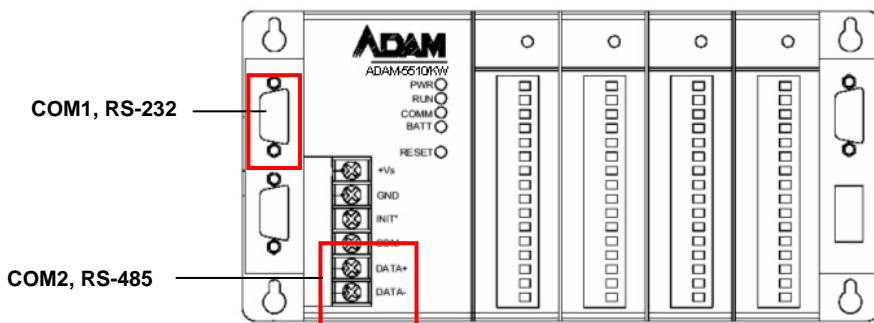 ADAM
ADAM-5510/KW
PWR
RUN
COMM
BATT
RESET
COM1, RS-232
+Vs
GND
INIT*
COM
DATA+
DATA-
COM2, RS-485